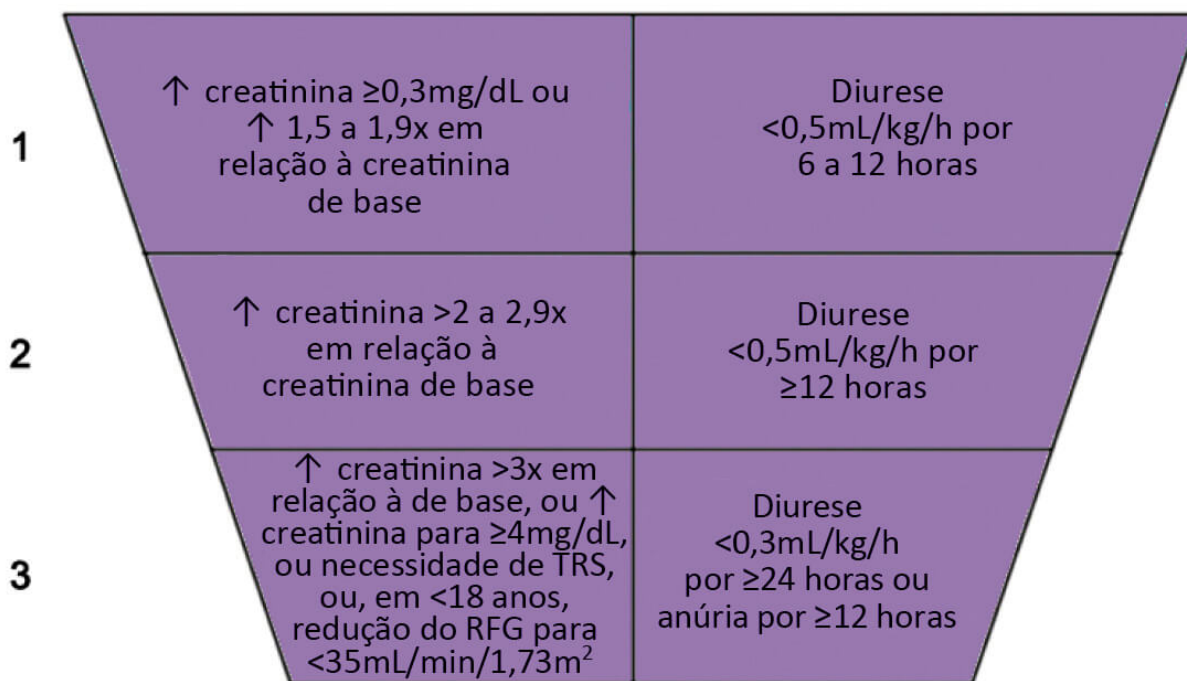 1
↑ creatinina ≥0,3mg/dL ou
↑ 1,5 a 1,9x em
relação à creatinina
de base
Diurese
<0,5mL/kg/h por
6 a 12 horas
2
↑ creatinina >2 a 2,9x
em relação à
creatinina de base
Diurese
<0,5mL/kg/h por
≥12 horas
3
↑ creatinina >3x em
relação à de base, ou ↑
creatinina para ≥4mg/dL,
ou necessidade de TRS,
ou, em <18 anos,
redução do RFG para
<35mL/min/1,73m²
Diurese
<0,3mL/kg/h
por ≥24 horas ou
anúria por ≥12 horas